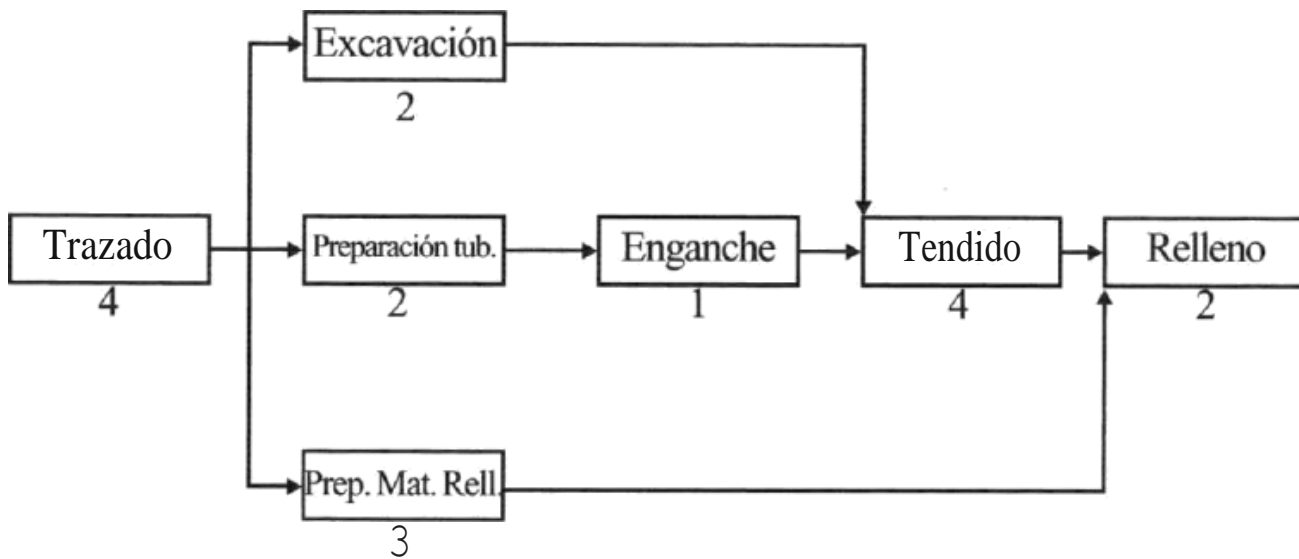 Excavación
2
Trazado
4
Preparación tub.
2
Enganche
1
Tendido
4
Relleno
2
Prep. Mat. Rell.
3